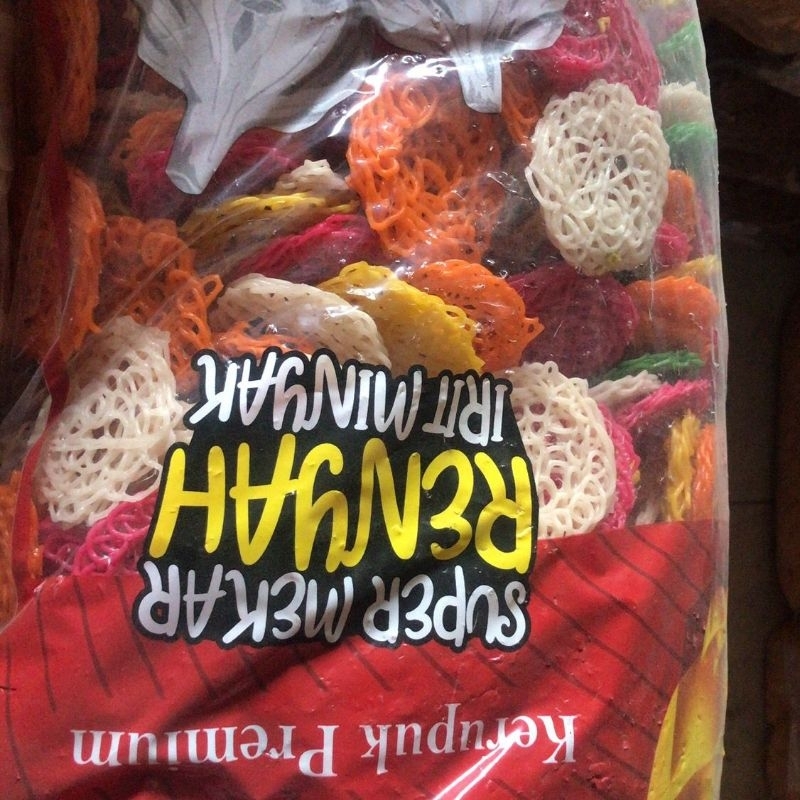 Kerupuk Premium
SUPER MEKAR
RENYAH
IRIT MINYAK